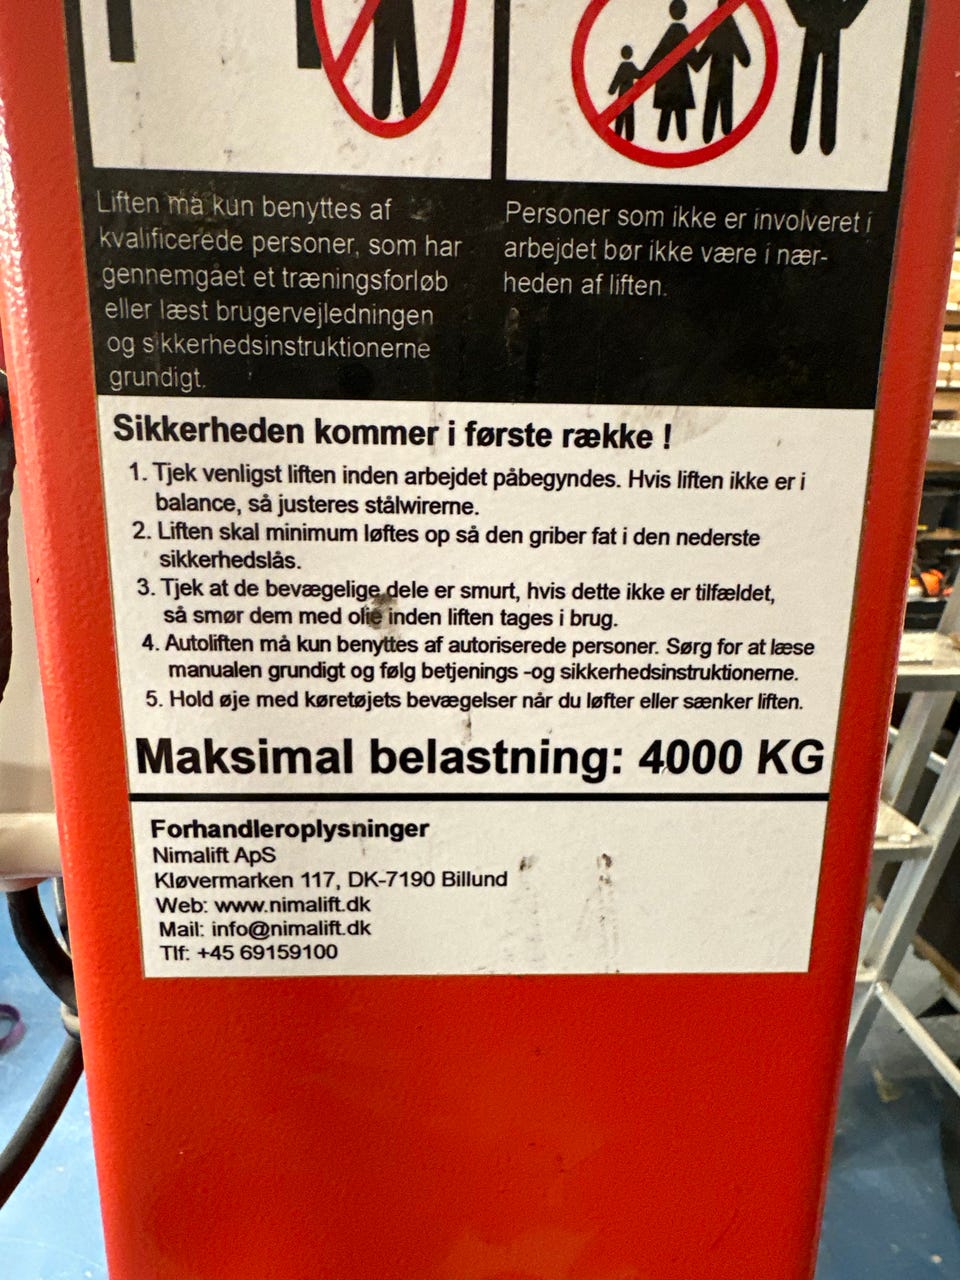 Liften må kun benyttes af
kvalificerede personer, som har
gennemgået et træningsforløb
eller læst brugervejledningen
og sikkerhedsinstruktionerne
grundigt.
Personer som ikke er involveret i
arbejdet bør ikke være i nær-
heden af liften.
Sikkerheden kommer i første række !
1. Tjek venligst liften inden arbejdet påbegyndes. Hvis liften ikke er i
balance, så justeres stålwirerne.
2. Liften skal minimum løftes op så den griber fat i den nederste
sikkerhedslås.
3. Tjek at de bevægelige dele er smurt, hvis dette ikke er tilfældet,
så smør dem med olie inden liften tages i brug.
4. Autoliften må kun benyttes af autoriserede personer. Sørg for at læse
manualen grundigt og følg betjenings -og sikkerhedsinstruktionerne.
5. Hold øje med køretøjets bevægelser når du løfter eller sænker liften.
Maksimal belastning: 4000 KG
Forhandleroplysninger
Nimalift ApS
Kløvermarken 117, DK-7190 Billund
Web: www.nimalift.dk
Mail: info@nimalift.dk
Tlf: +45 69159100